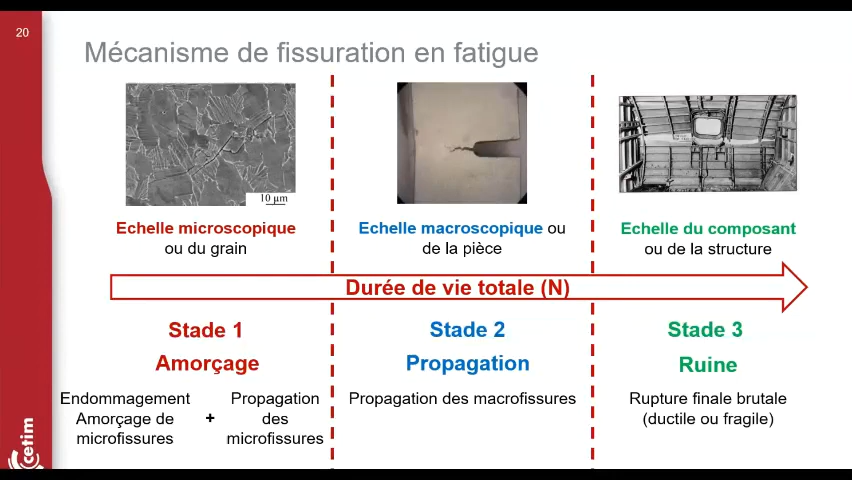 20
Mécanisme de fissuration en fatigue
10 μm
Echelle microscopique
ou du grain
Echelle macroscopique ou
de la pièce
Echelle du composant
ou de la structure
Durée de vie totale (N)
Stade 1
Amorçage
Stade 2
Propagation
Stade 3
Ruine
Endommagement
Amorçage de
microfissures
+
Propagation
des
microfissures
Propagation des macrofissures
Rupture finale brutale
(ductile ou fragile)
cetim